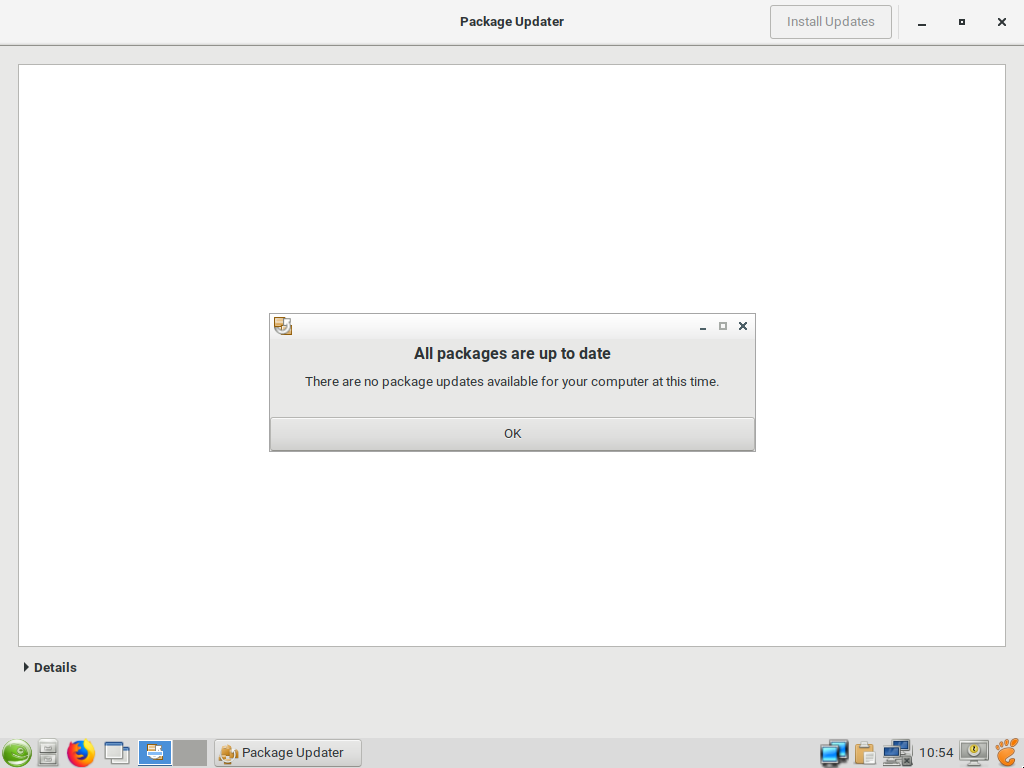 Package Updater
Install Updates
All packages are up to date
There are no package updates available for your computer at this time.
OK
Details
Package Updater
10:54